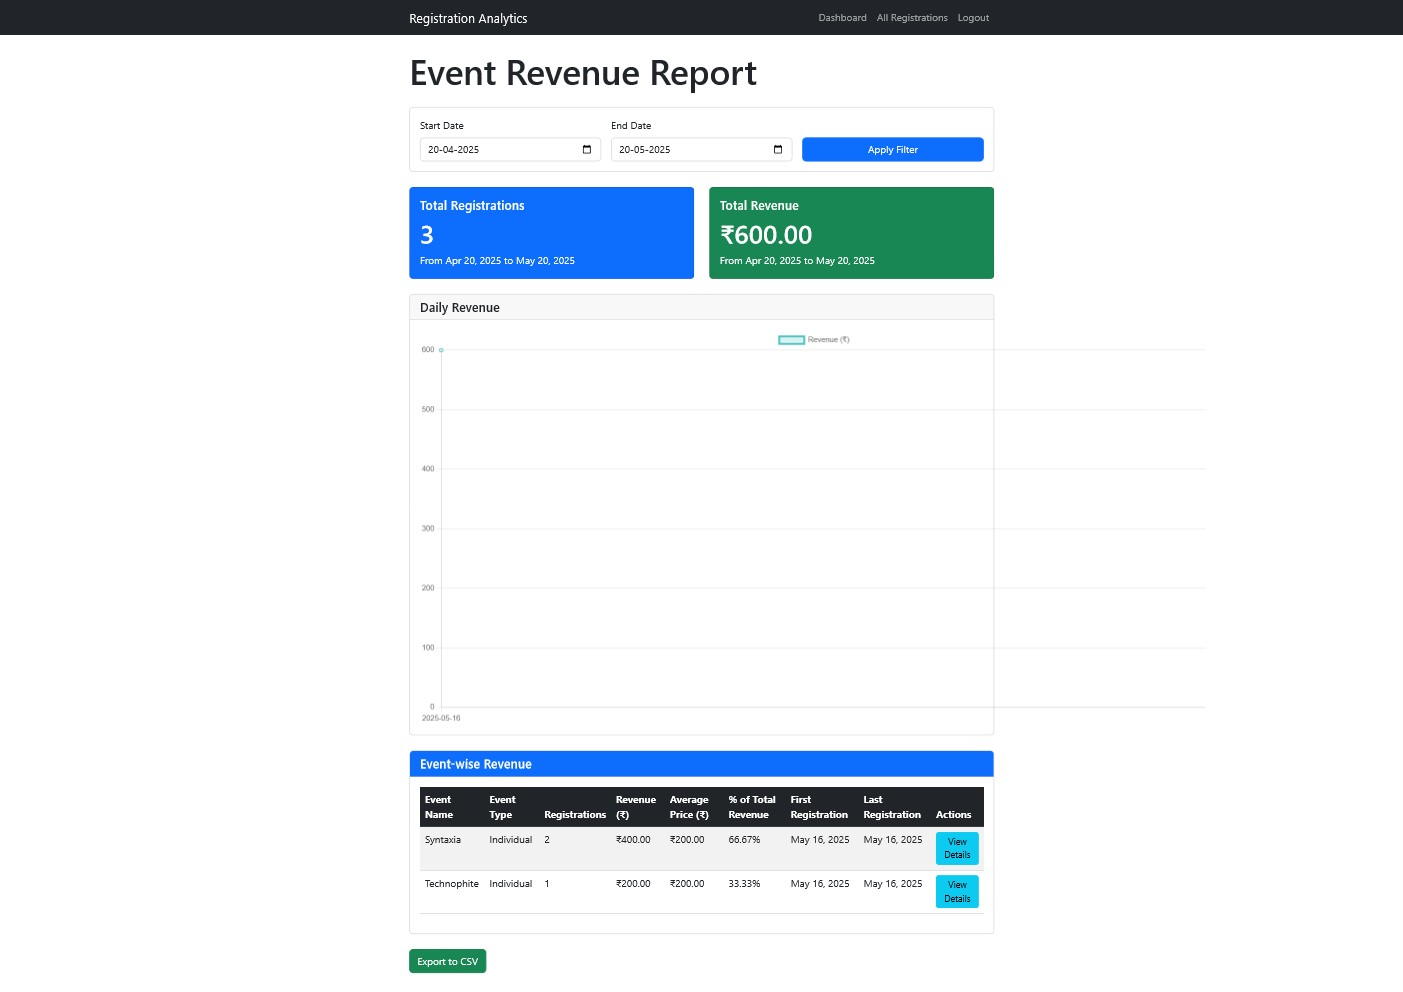 Registration Analytics
Dashboard All Registrations Logout
Event Revenue Report
Start Date
20-04-2025
End Date
20-05-2025
Apply Filter
Total Registrations
3
From Apr 20, 2025 to May 20, 2025
Total Revenue
₹600.00
From Apr 20, 2025 to May 20, 2025
Daily Revenue
Revenue (₹)
600
500
400
300
200
100
0
2025-05-16
Event-wise Revenue
Event Name Event Type Registrations Revenue (₹) Average Price (₹) % of Total Revenue First Registration Last Registration Actions
Syntaxia Individual 2 ₹400.00 ₹200.00 66.67% May 16, 2025 May 16, 2025 View Details
Technophite Individual 1 ₹200.00 ₹200.00 33.33% May 16, 2025 May 16, 2025 View Details
Export to CSV